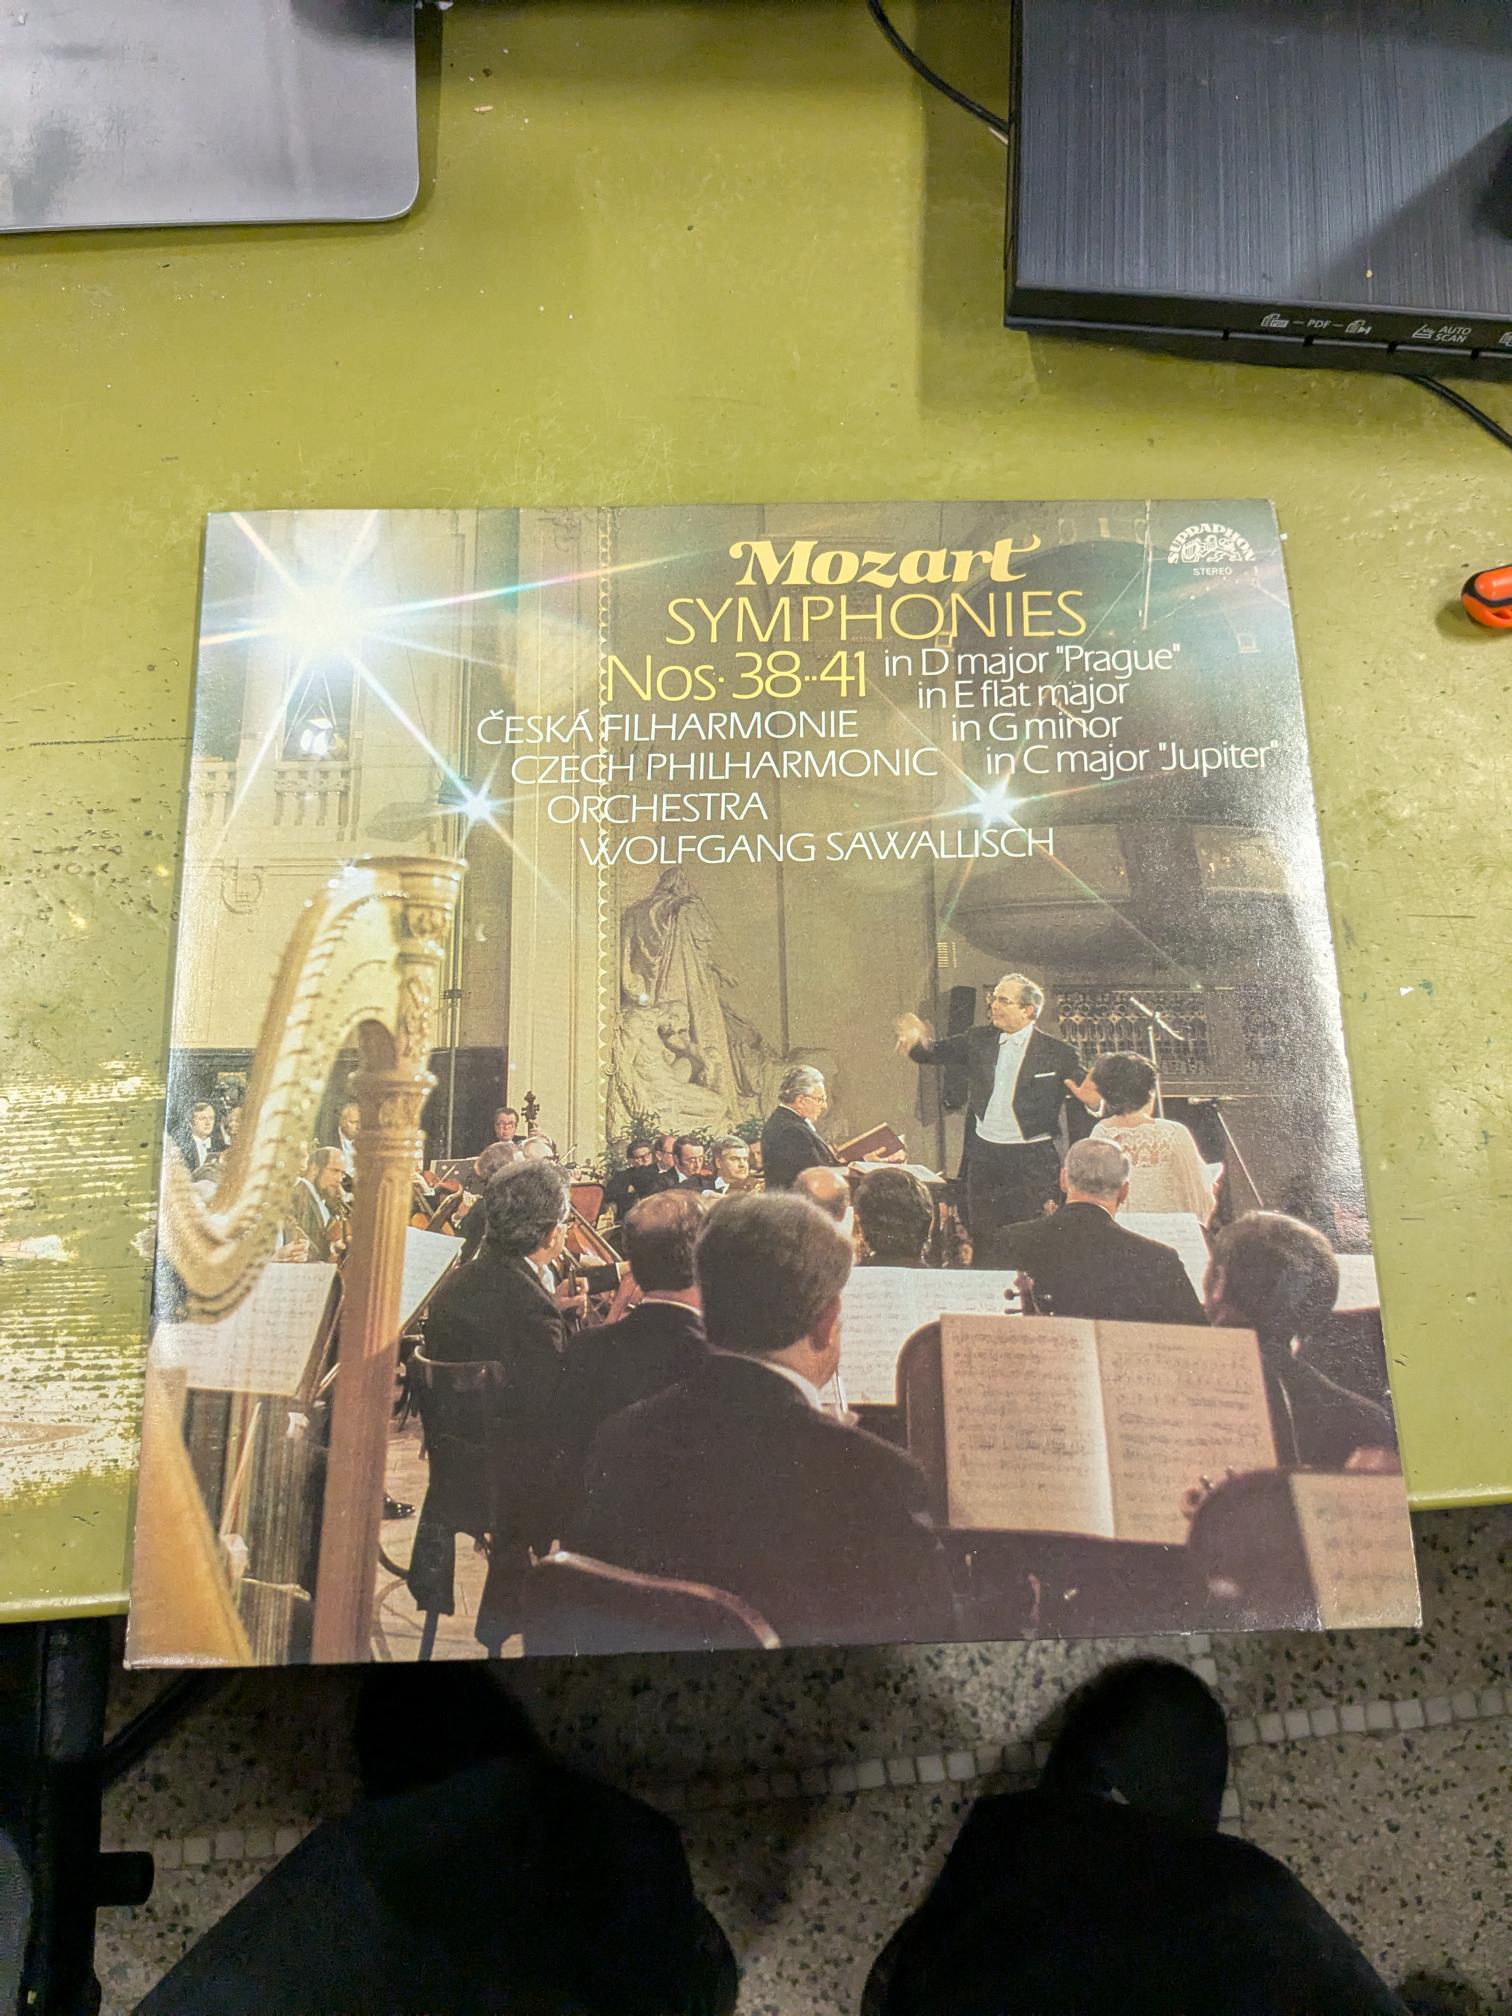 PDF
AUTO
SCAN
SUPRAPHON
STEREO
Mozart
SYMPHONIES
Nos· 38··41
in D major "Prague"
in E flat major
in G minor
in C major "Jupiter"
ČESKÁ FILHARMONIE
CZECH PHILHARMONIC
ORCHESTRA
WOLFGANG SAWALLISCH